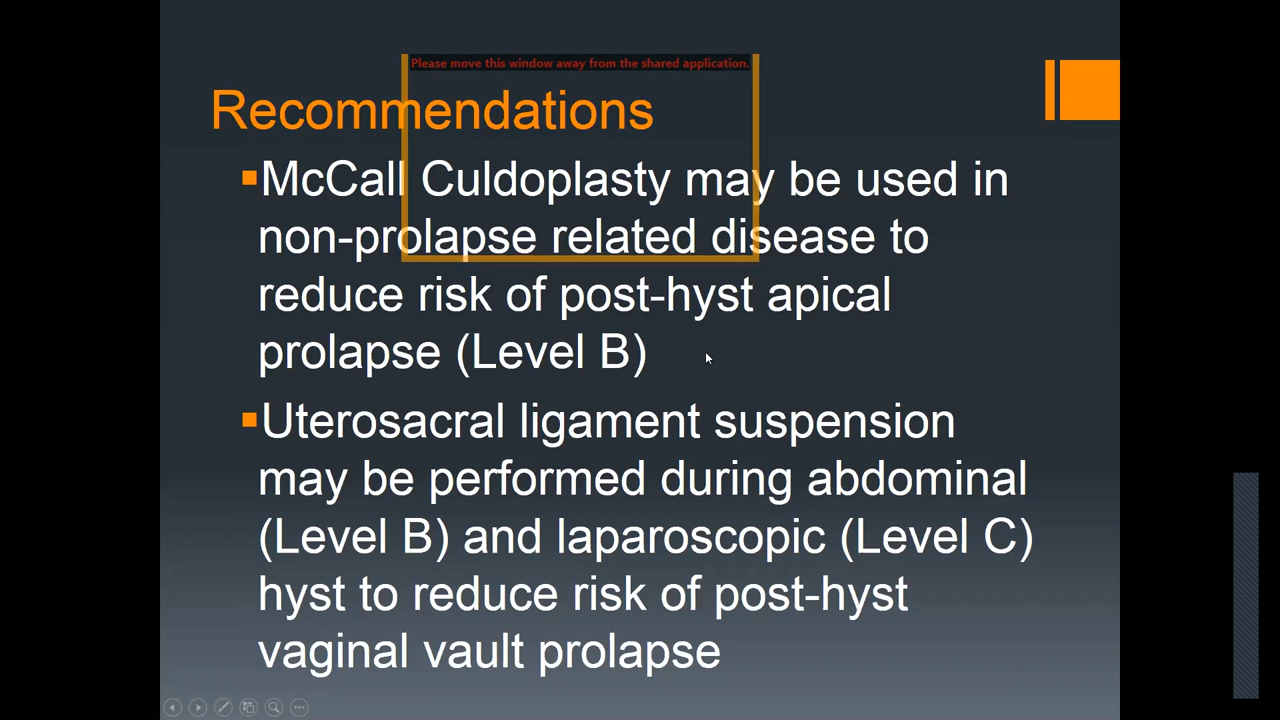 Please move this window away from the shared application.
Recommendations
McCall Culdoplasty may be used in
non-prolapse related disease to
reduce risk of post-hyst apical
prolapse (Level B)
Uterosacral ligament suspension
may be performed during abdominal
(Level B) and laparoscopic (Level C)
hyst to reduce risk of post-hyst
vaginal vault prolapse